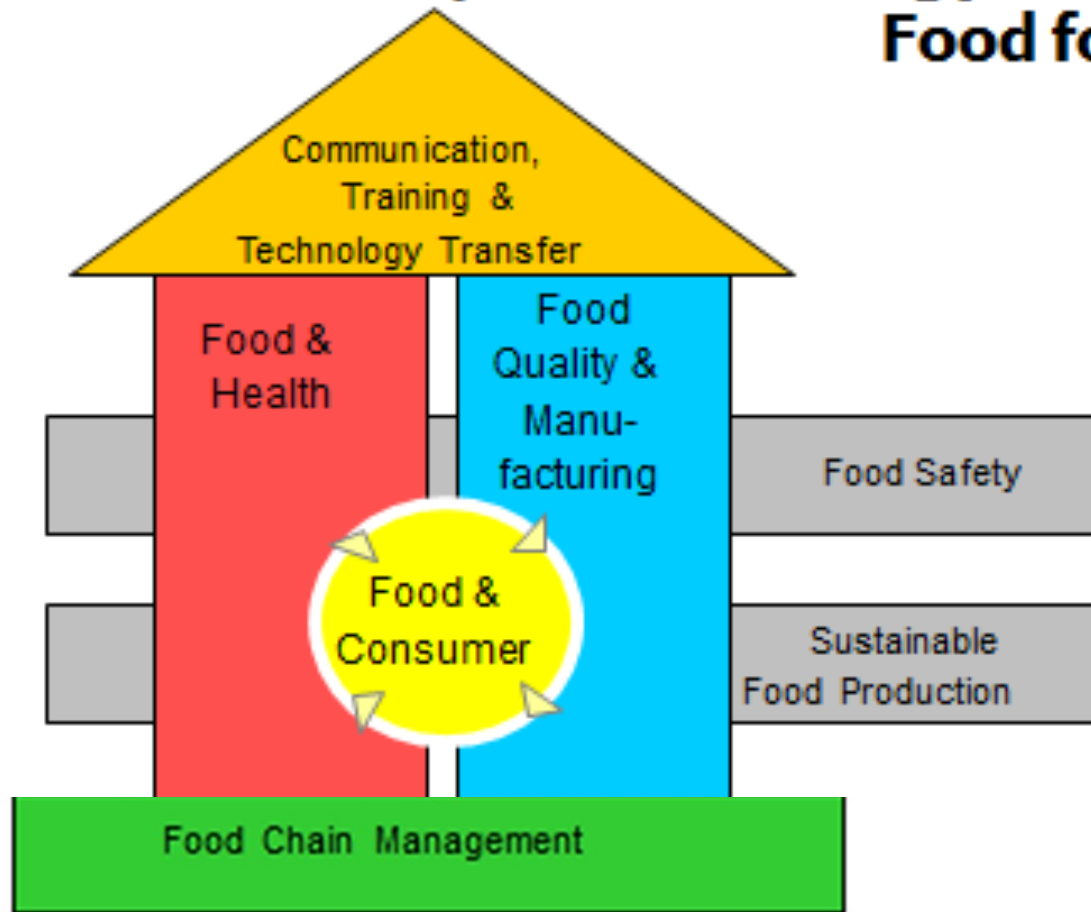 Food
Communication,
Training &
Technology Transfer
Food &
Health
Food
Quality &
Manu-
facturing
Food Safety
Food &
Consumer
Sustainable
Food Production
Food Chain Management